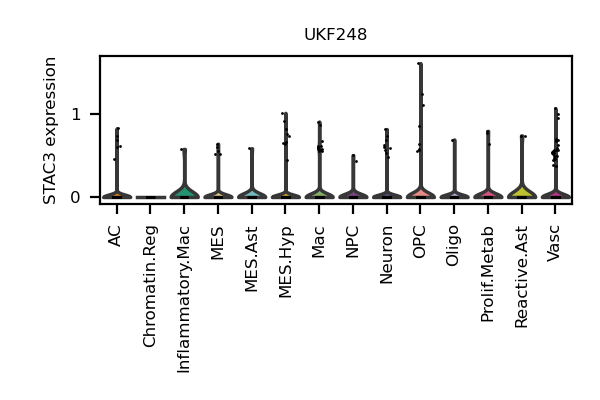 UKF248
STAC3 expression
1
0
AC
Chromatin.Reg
Inflammatory.Mac
MES
MES.Ast
MES.Hyp
Mac
NPC
Neuron
OPC
Oligo
Prolif.Metab
Reactive.Ast
Vasc